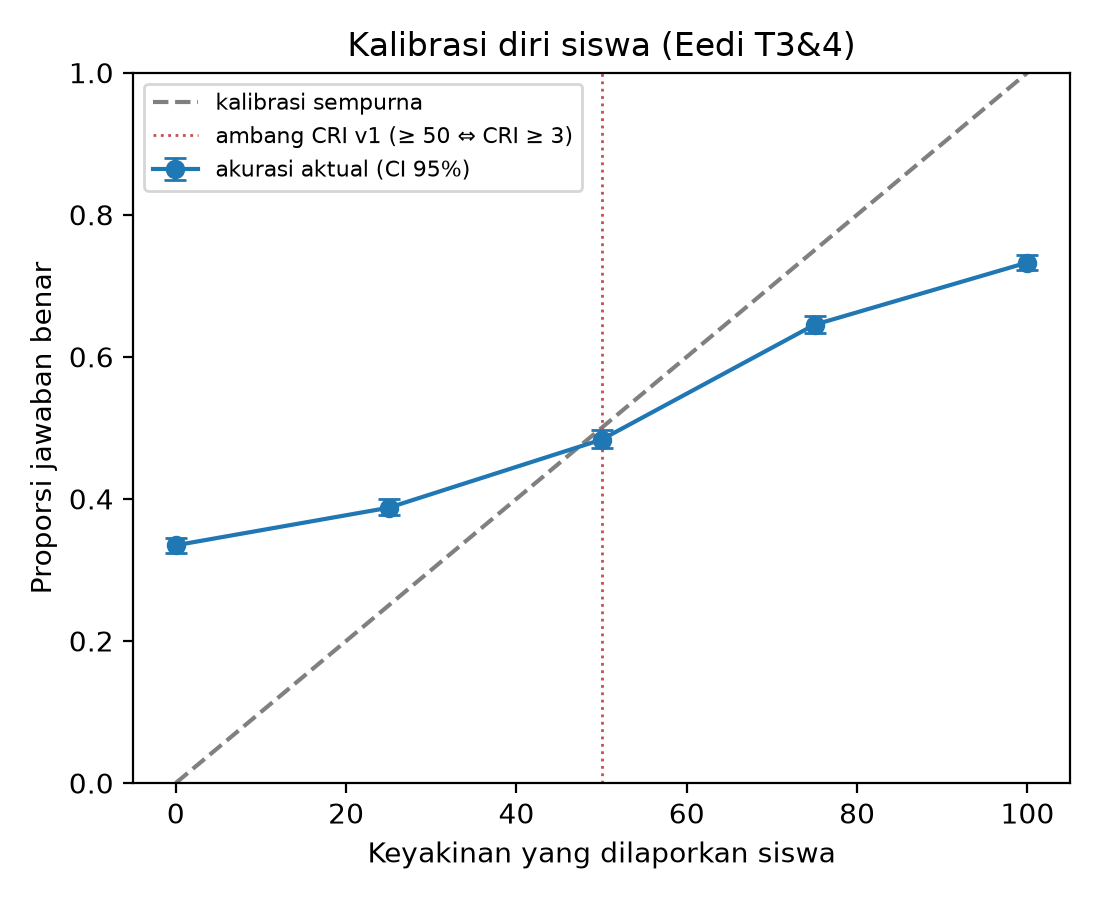 Kalibrasi diri siswa (Eedi T3&4)
kalibrasi sempurna
ambang CRI v1 (≥ 50 ⇔ CRI ≥ 3)
akurasi aktual (CI 95%)
Proporsi jawaban benar
1.0
0.8
0.6
0.4
0.2
0.0
0 20 40 60 80 100
Keyakinan yang dilaporkan siswa